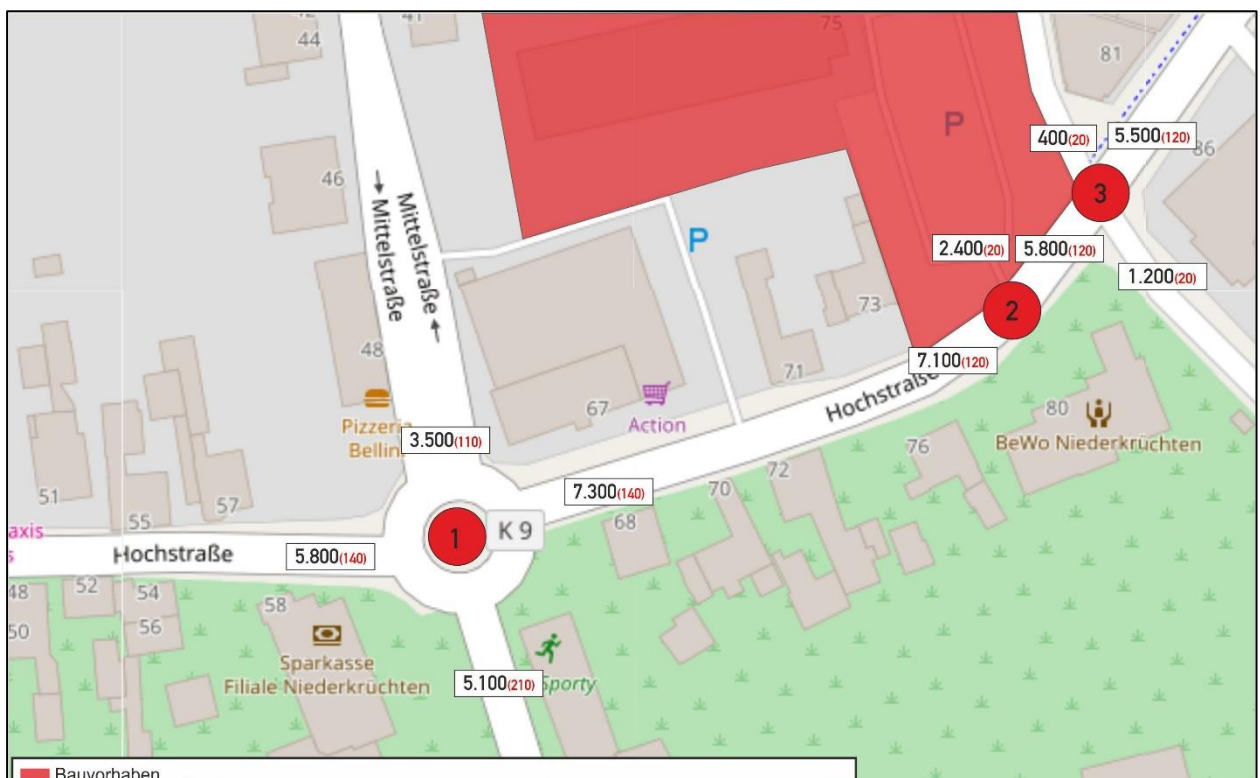 42
44
41
75
81
86
P
400(20)
5.500(120)
3
46
Mittelstraße
Mittelstraße
P
2.400(20)
5.800(120)
1.200(20)
2
73
7.100(120)
48
71
Hochstraße
Pizzeria
Bellini
3.500(110)
67
Action
80
BeWo Niederkrüchten
76
51
57
55
7.300(140)
72
70
68
axis
s
Hochstraße
5.800(140)
1
K 9
48
52
54
50
56
58
Sparkasse
Filiale Niederkrüchten
5.100(210)
Sporty
Bauvorhaben